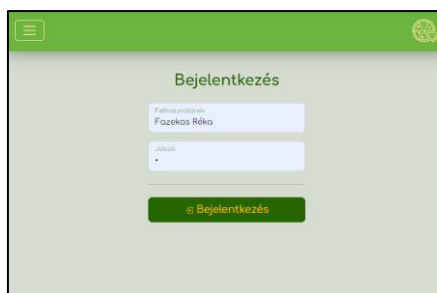 Bejelentkezés
Felhasználónév
Fazekas Réka
Jelszó
Bejelentkezés